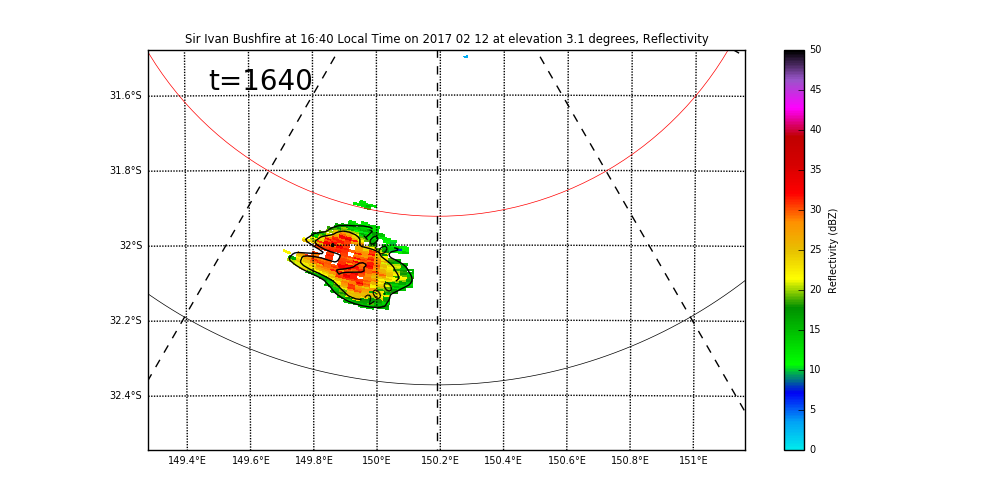 Sir Ivan Bushfire at 16:40 Local Time on 2017 02 12 at elevation 3.1 degrees, Reflectivity
t=1640
31.6°S
31.8°S
32°S
32.2°S
32.4°S
149.4°E 149.6°E 149.8°E 150°E 150.2°E 150.4°E 150.6°E 150.8°E 151°E
20.0
50
45
40
35
30
25
20
15
10
5
0
Reflectivity (dBZ)